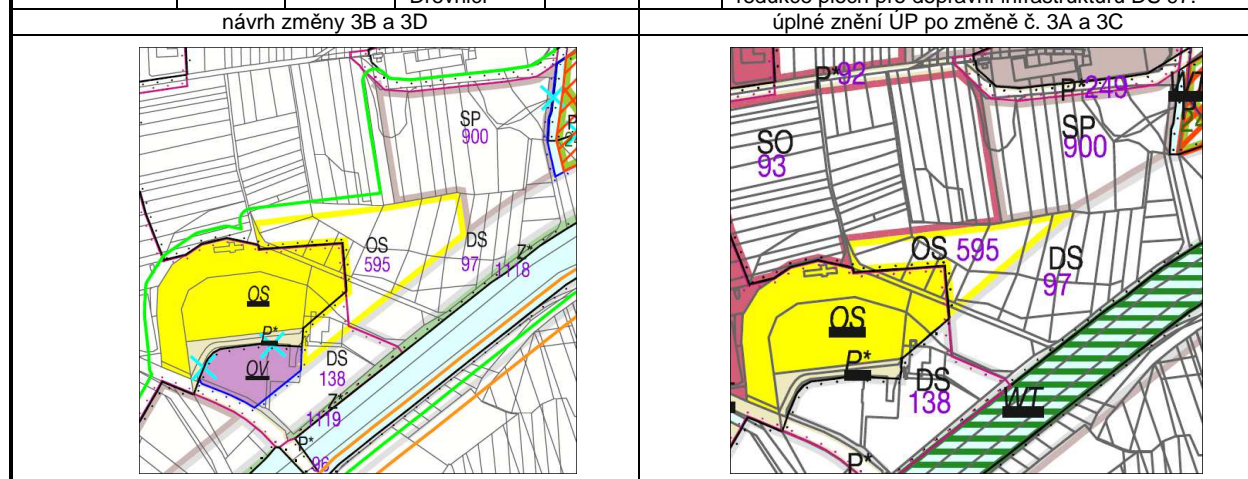 Dřevnici
redukce ploch pro dopravní infrastrukturu DS 97.
návrh změny 3B a 3D
úplné znění ÚP po změně č. 3A a 3C
SP
900
OS
595
DS
97
Z*
1118
OS
P*
OV
DS
138
Z*
1119
P*
96
P*92
P*249
SP
900
SO
93
OS 595
DS
97
OS
P*
DS
138
WT
P*